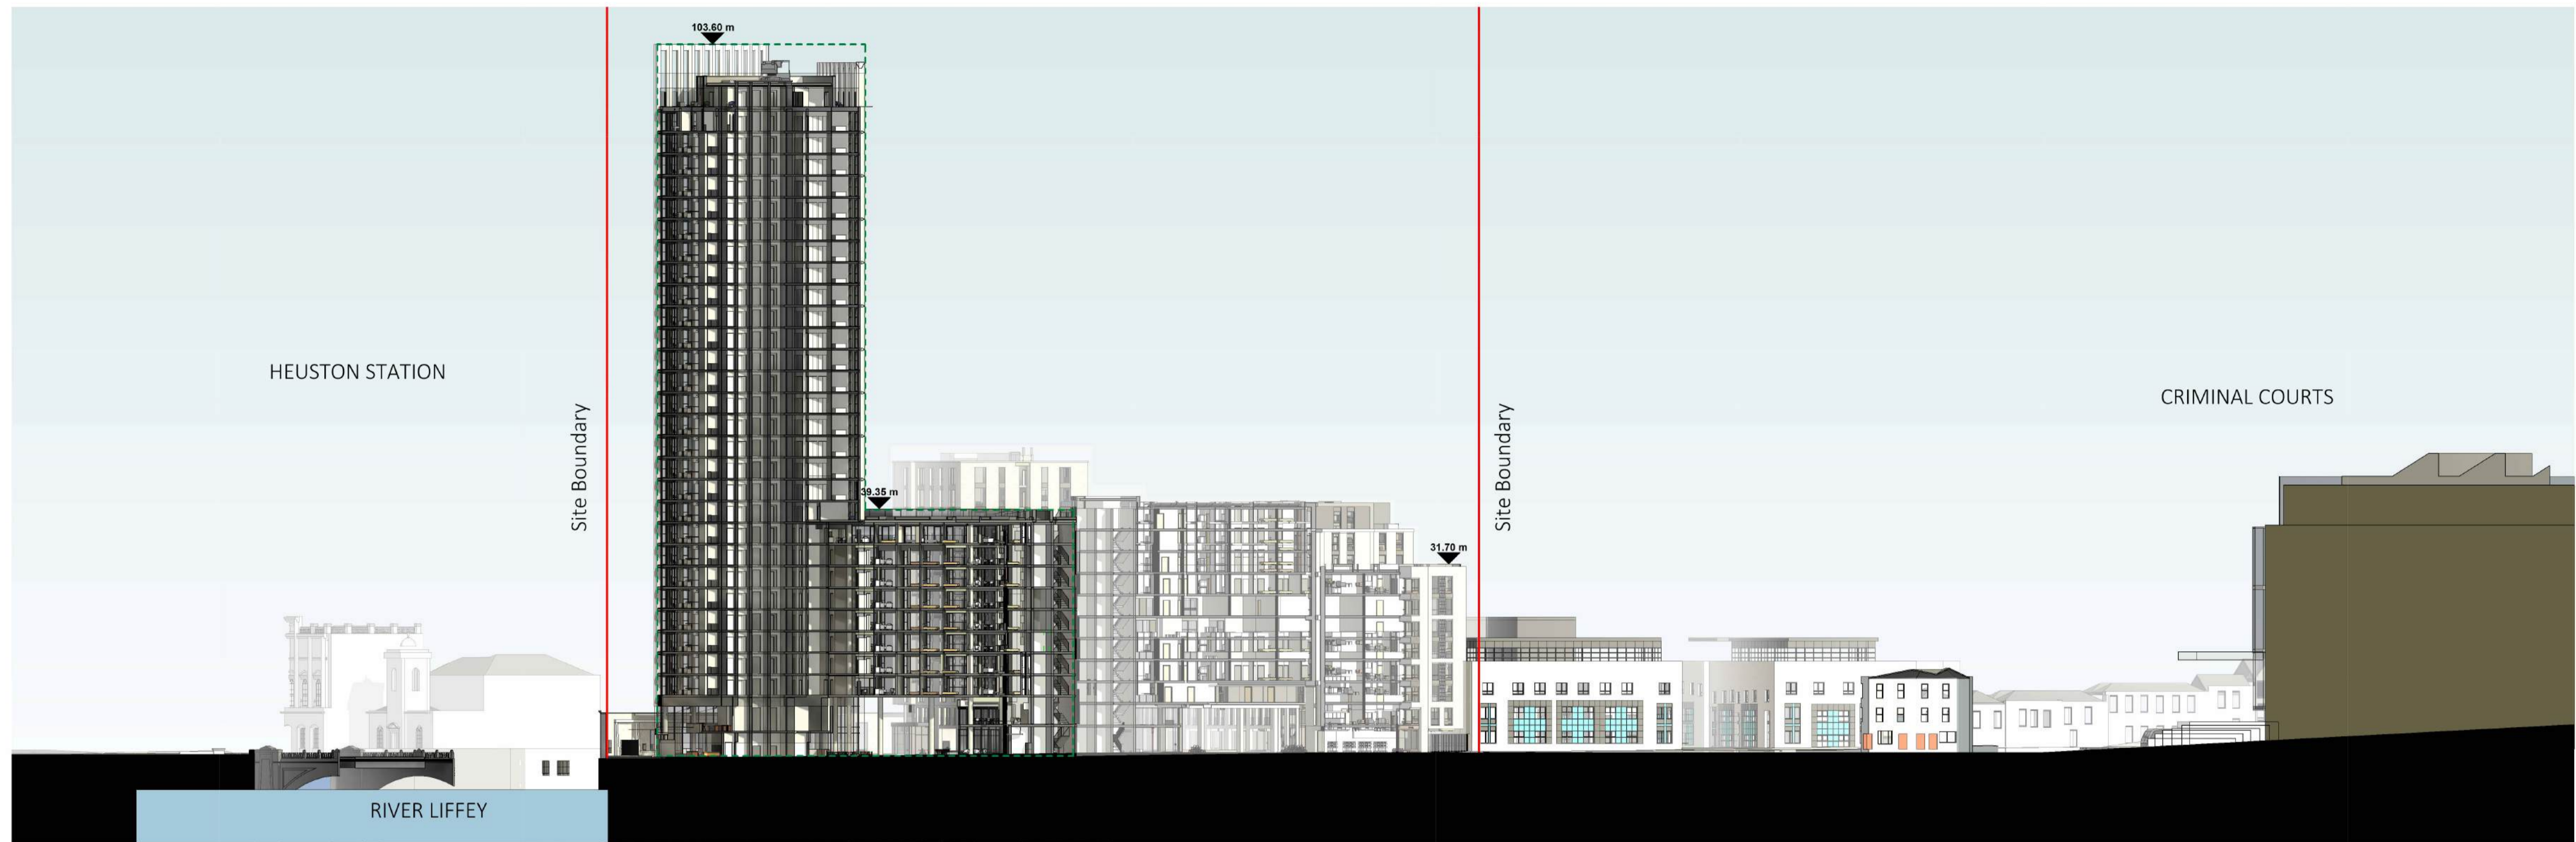 103.60 m
HEUSTON STATION
CRIMINAL COURTS
Site Boundary
Site Boundary
39.35 m
31.70 m
RIVER LIFFEY